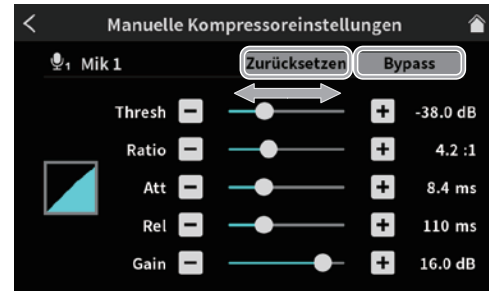 Manuelle Kompressoreinstellungen
1 Mik 1 Zurücksetzen Bypass
Thresh -38.0 dB
Ratio 4.2 :1
Att 8.4 ms
Rel 110 ms
Gain 16.0 dB